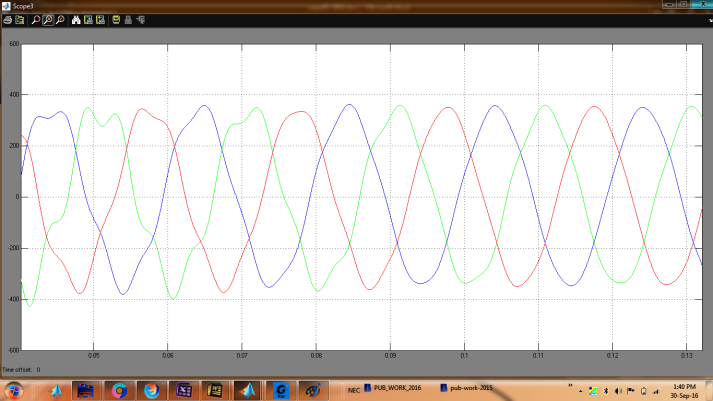 Scope3
600
400
200
0
-200
-400
-600
0.05 0.06 0.07 0.08 0.09 0.1 0.11 0.12 0.13
Time offset: 0
NEC PUB_WORK_2016 pub-work-2015
1:40 PM
30-Sep-16